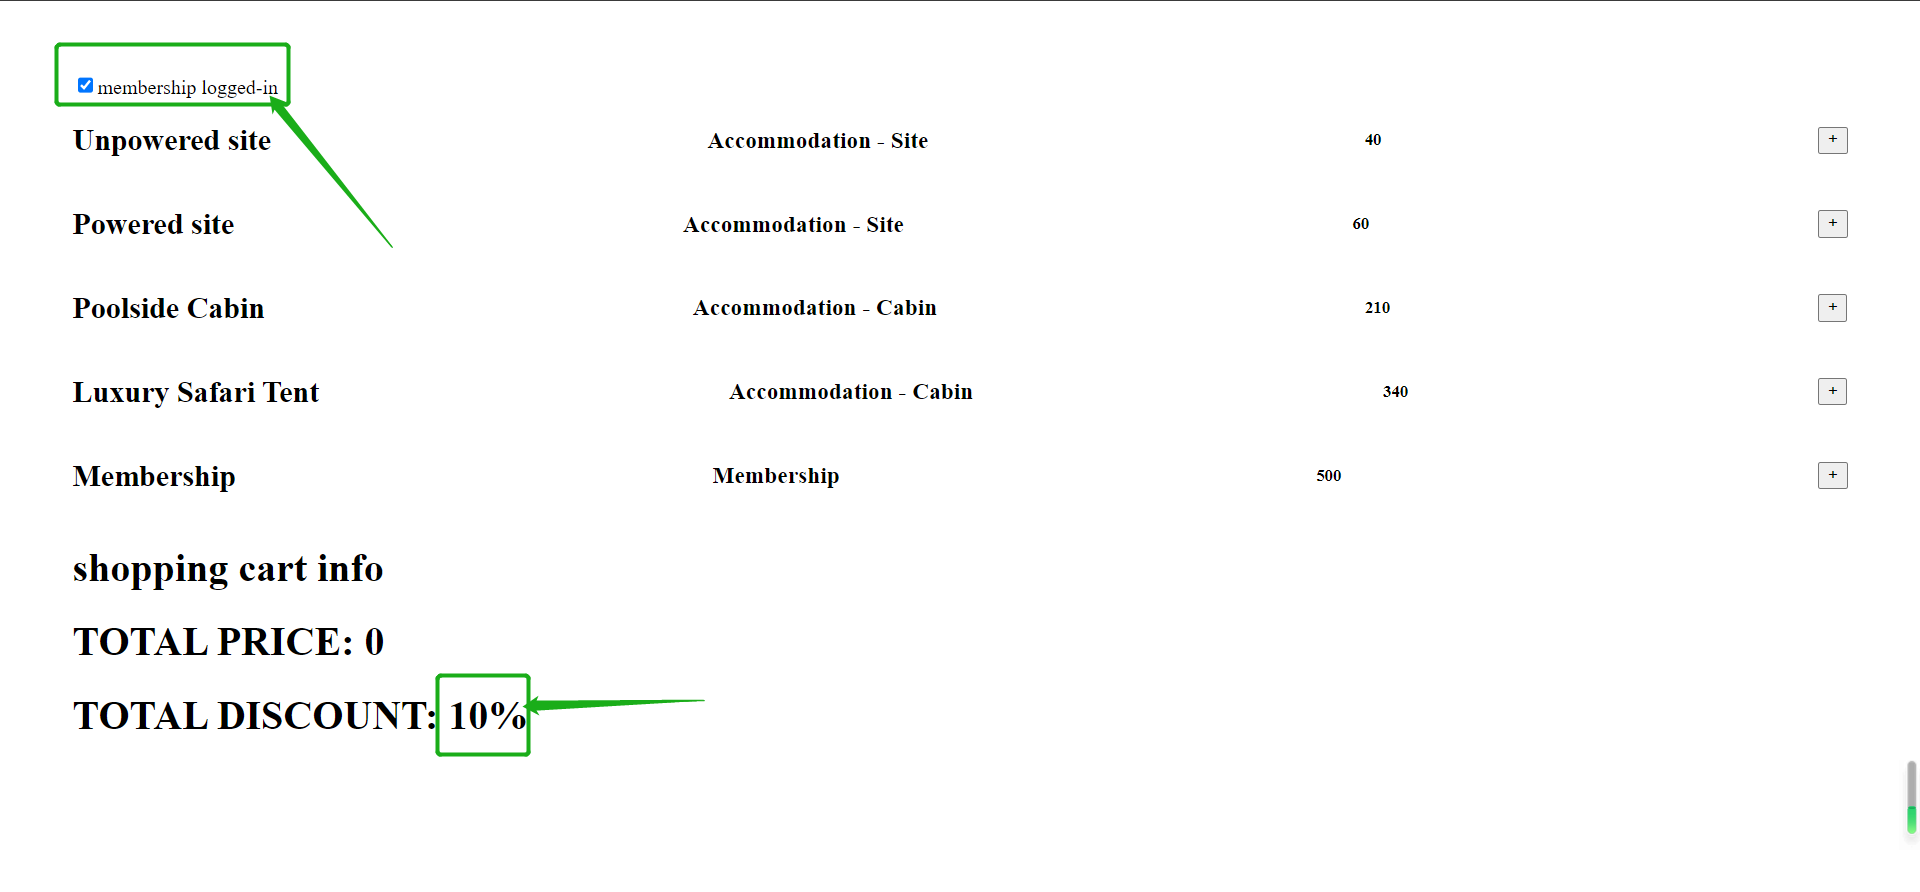 membership logged-in
Unpowered site Accommodation - Site 40 +
Powered site Accommodation - Site 60 +
Poolside Cabin Accommodation - Cabin 210 +
Luxury Safari Tent Accommodation - Cabin 340 +
Membership Membership 500 +
shopping cart info
TOTAL PRICE: 0
TOTAL DISCOUNT: 10%